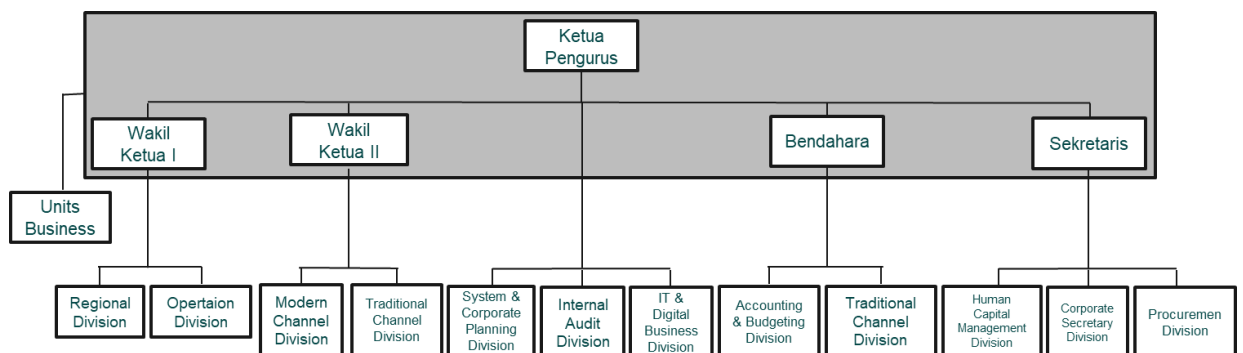 Ketua
Pengurus
Wakil
Ketua I
Wakil
Ketua II
Bendahara
Sekretaris
Units
Business
Regional
Division
Opertaion
Division
Modern
Channel
Division
Traditional
Channel
Division
System &
Corporate
Planning
Division
Internal
Audit
Division
IT &
Digital
Business
Division
Accounting
& Budgeting
Division
Traditional
Channel
Division
Human
Capital
Management
Division
Corporate
Secretary
Division
Procuremen
Division